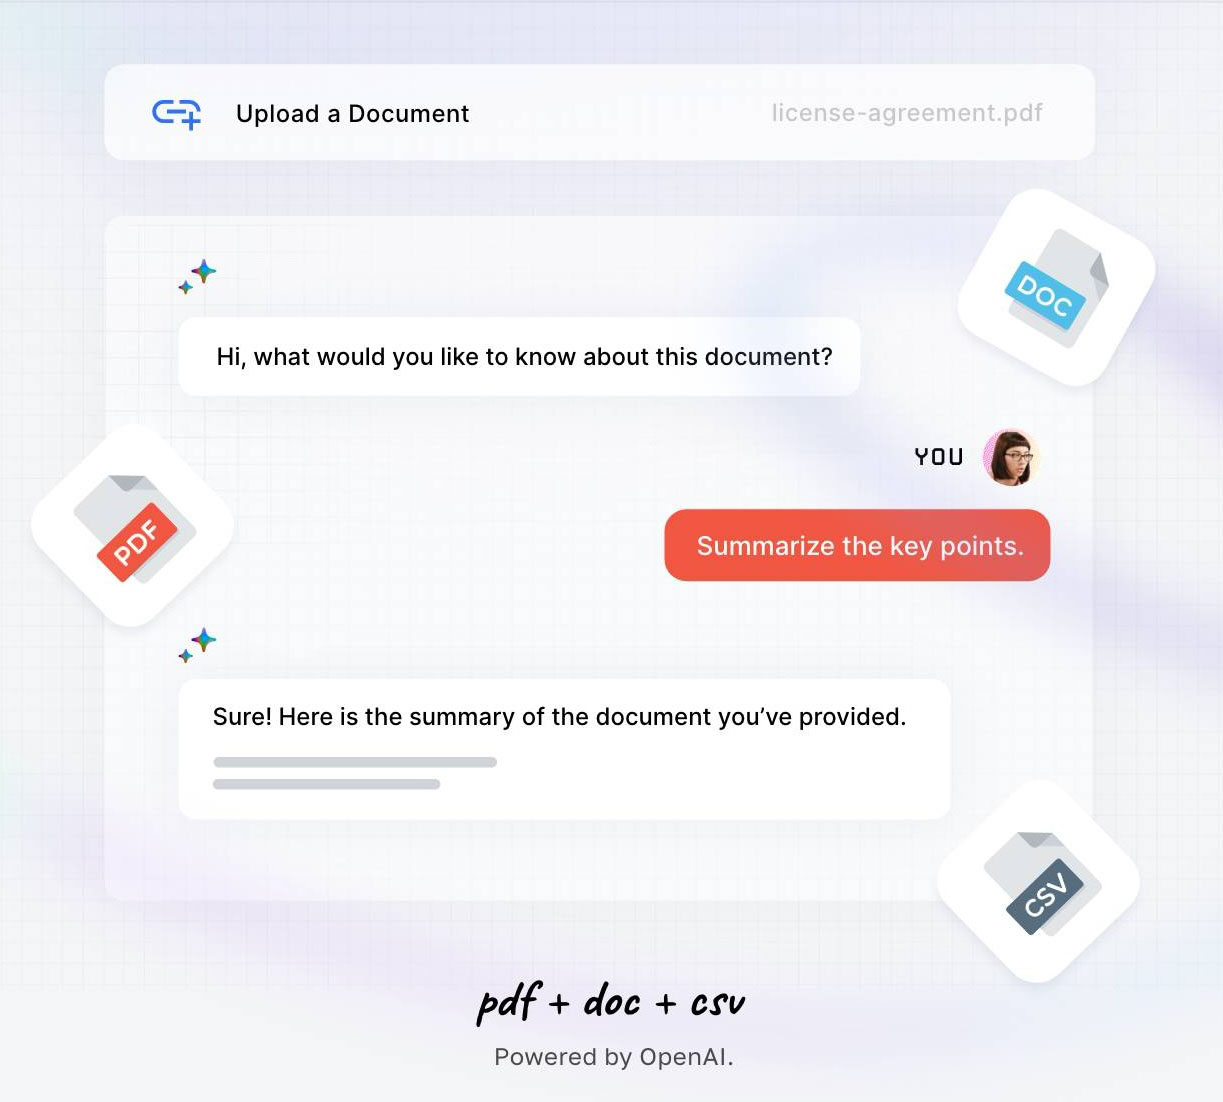 Upload a Document license-agreement.pdf
DOC
Hi, what would you like to know about this document?
YOU
PDF
Summarize the key points.
Sure! Here is the summary of the document you’ve provided.
CSV
pdf + doc + csv
Powered by OpenAI.